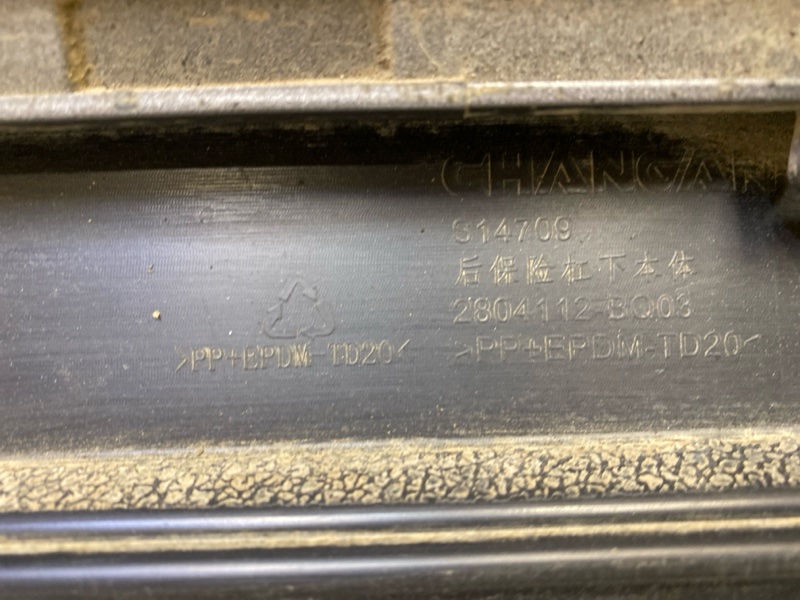 CHANGAN
S14709
后保险杠下本体
2804112-BQ03
>PP+EPDM-TD20<
>PP+EPDM-TD20<